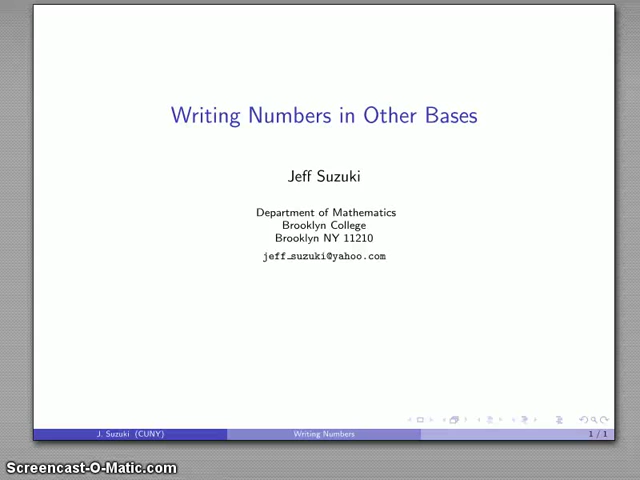 Writing Numbers in Other Bases
Jeff Suzuki
Department of Mathematics
Brooklyn College
Brooklyn NY 11210
jeff_suzuki@yahoo.com
J. Suzuki (CUNY)
Writing Numbers
1 / 1
Screencast-O-Matic.com